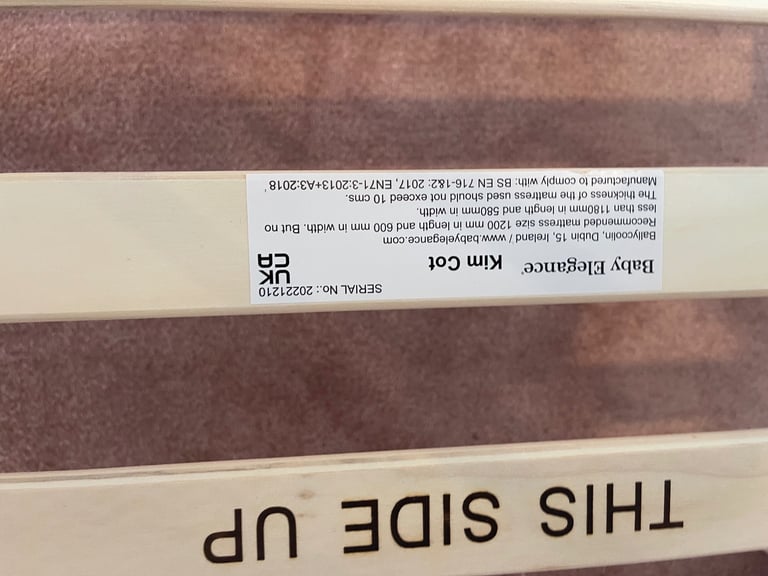 THIS SIDE UP
SERIAL No.: 20221210
Baby Elegance® Kim Cot UK CA
Ballycoolin, Dubin, 15, Ireland / www.babyelegance.com
Recommended mattress size 1200 mm in length and 600 mm in width. But no
less than 1180mm in length and 580mm in width.
The thickness of the mattress used should not exceed 10 cms.
Manufactured to comply with: BS EN 716-1&2: 2017, EN71-3:2013+A3:2018